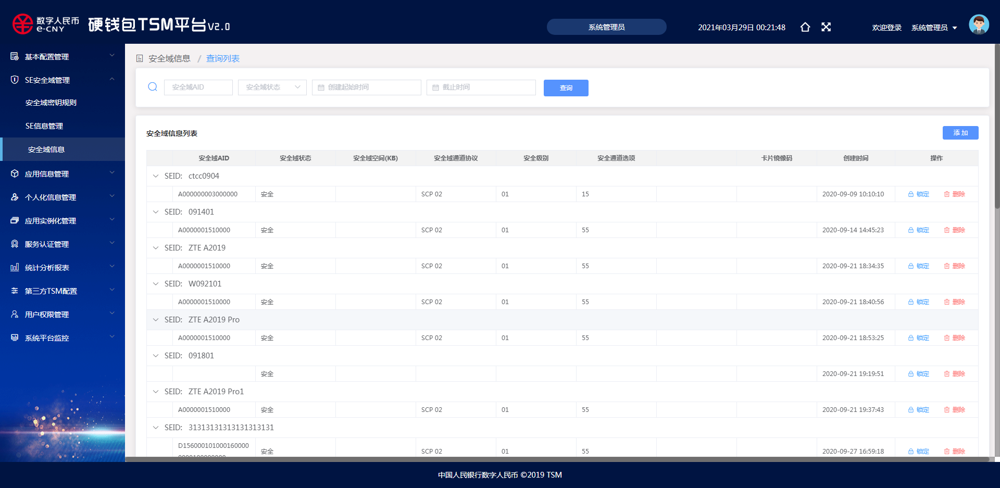 数字人民币
e-CNY
硬钱包TSM平台V2.0
系统管理员
2021年03月29日 00:21:48
欢迎登录 系统管理员
基本配置管理
SE安全域管理
安全域密钥规则
SE信息管理
安全域信息
应用信息管理
个人化信息管理
应用实例化管理
服务认证管理
统计分析报表
第三方TSM配置
用户权限管理
系统平台监控
安全域信息 / 查询列表
安全域AID 安全域状态 创建起始时间 截止时间 查询
安全域信息列表 添加
安全域AID 安全域状态 安全域空间(KB) 安全域通道协议 安全级别 安全通道选项 卡片镜像码 创建时间 操作
SEID: ctcc0904
A000000003000000 安全 SCP 02 01 15 2020-09-09 10:10:10 锁定 删除
SEID: 091401
A0000001510000 安全 SCP 02 01 55 2020-09-14 14:45:23 锁定 删除
SEID: ZTE A2019
A0000001510000 安全 SCP 02 01 55 2020-09-21 18:34:35 锁定 删除
SEID: W092101
A0000001510000 安全 SCP 02 01 55 2020-09-21 18:40:56 锁定 删除
SEID: ZTE A2019 Pro
A0000001510000 安全 SCP 02 01 55 2020-09-21 18:53:25 锁定 删除
SEID: 091801
安全 2020-09-21 19:19:51 锁定 删除
SEID: ZTE A2019 Pro1
A0000001510000 安全 SCP 02 01 55 2020-09-21 19:37:43 锁定 删除
SEID: 31313131313131313131
D156000101000160000
安全 SCP 02 01 55 2020-09-27 16:59:18 锁定 删除
中国人民银行数字人民币 ©2019 TSM